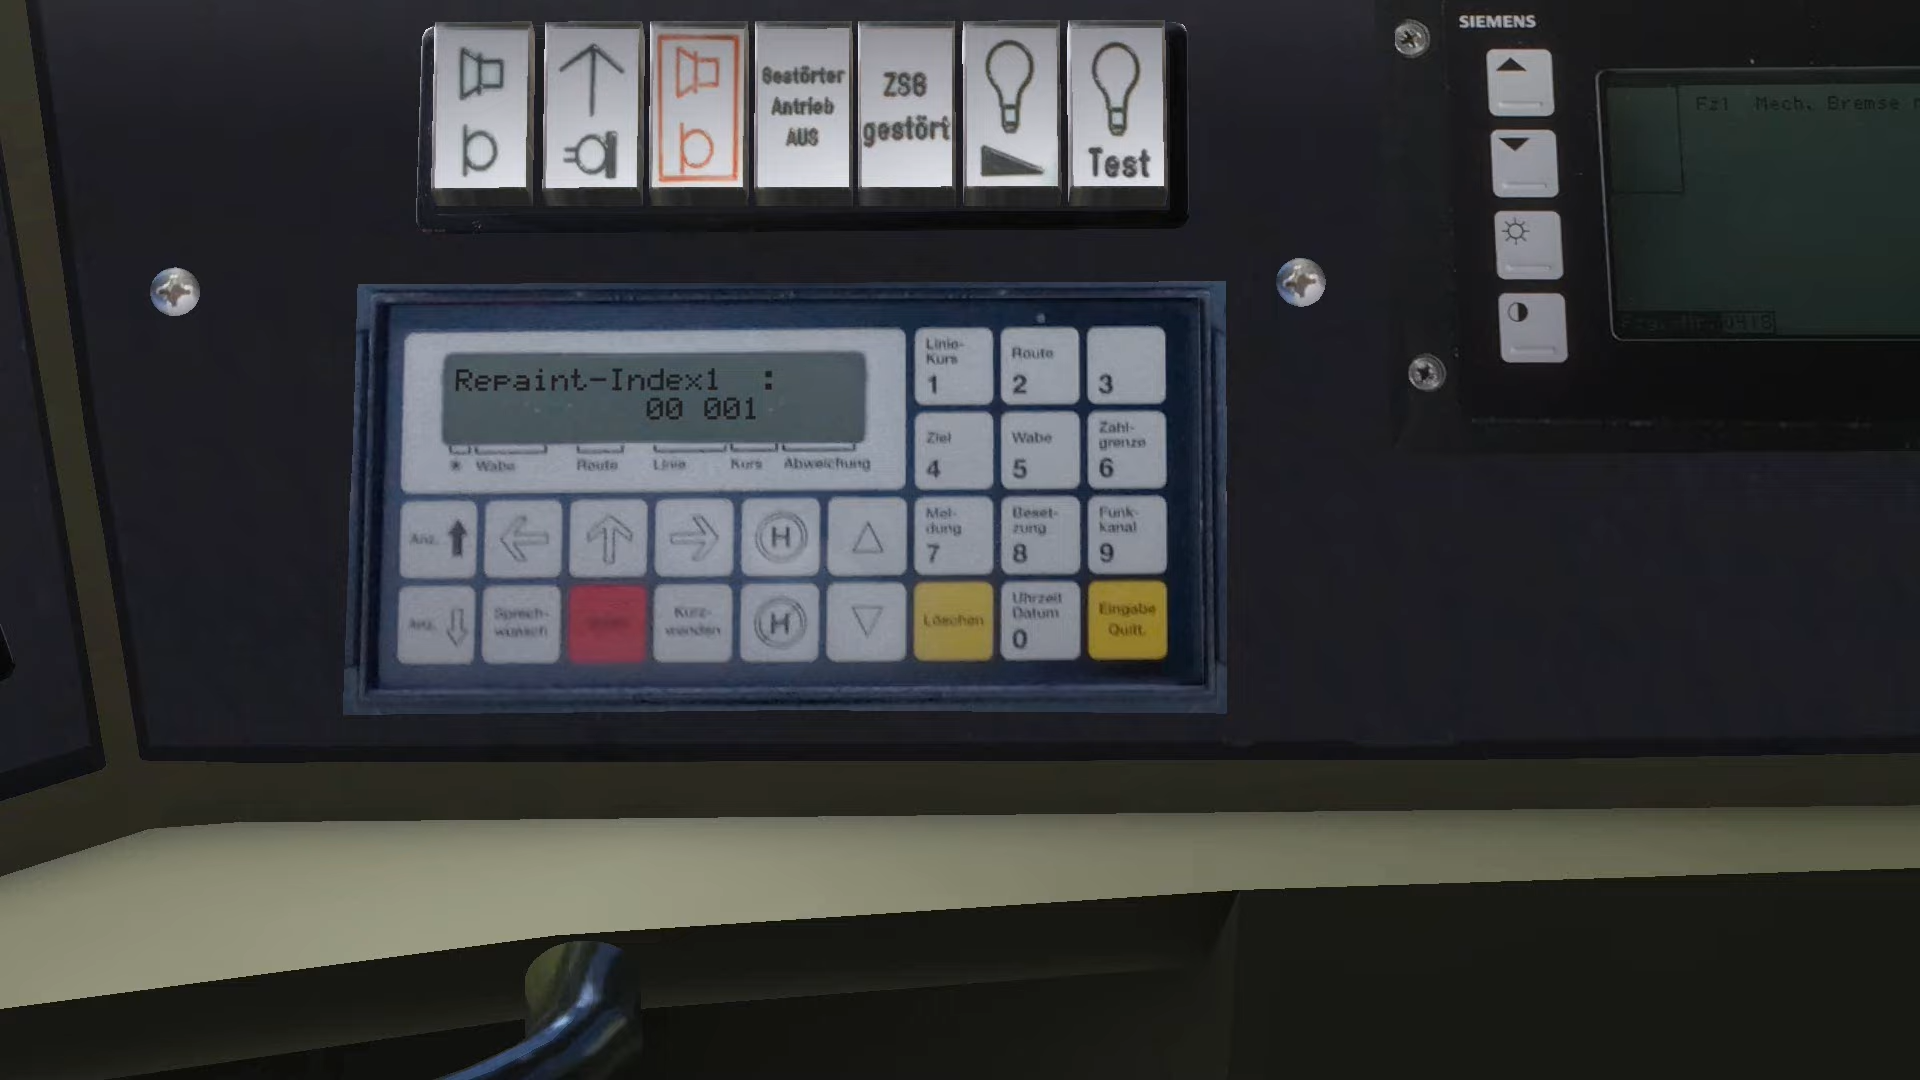 SIEMENS
Gestörter
Antrieb
AUS
ZSG
gestört
Test
Fz1 Mech. Bremse
Repaint-Index1 :
00 001
* Wabe Route Linie Kurs Abweichung
Linie-
Kurs
1
Route
2
3
Ziel
4
Wabe
5
Zahl-
grenze
6
Mel-
dung
7
Beset-
zung
8
Funk-
kanal
9
Anz.
H
Anz.
Sprech-
wunsch
Kurz-
wenden
H
Löschen
Uhrzeit
Datum
0
Eingabe
Quitt.